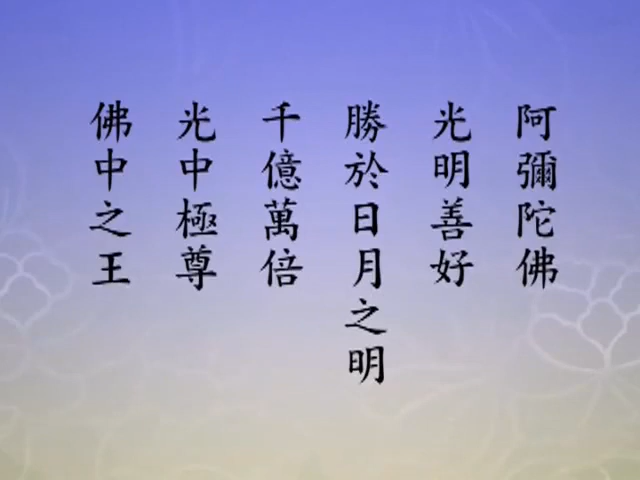 阿彌陀佛
光明善好
勝於日月之明
千億萬倍
光中極尊
佛中之王